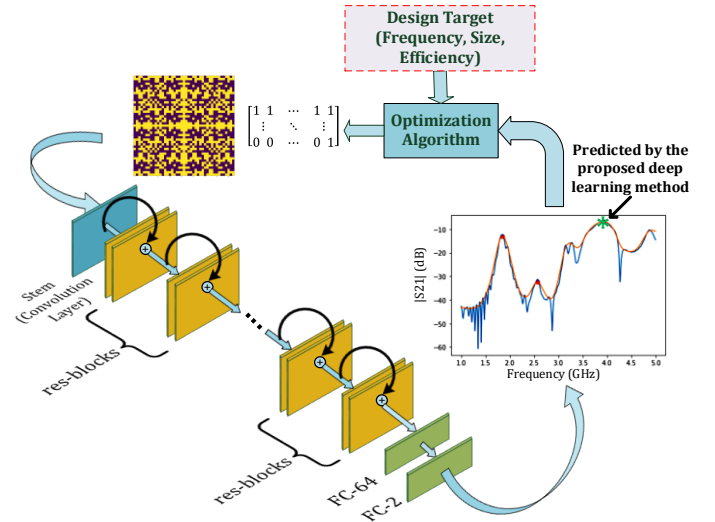 Design Target
(Frequency, Size,
Efficiency)
1 1 ⋯ 1 1
⋮ ⋱ ⋮
0 0 ⋯ 0 1
Optimization
Algorithm
Predicted by the
proposed deep
learning method
Stem
(Convolution
Layer)
res-blocks
res-blocks
FC-64
FC-2
|S21| (dB)
−10
−20
−30
−40
−50
−60
1.0 1.5 2.0 2.5 3.0 3.5 4.0 4.5 5.0
Frequency (GHz)